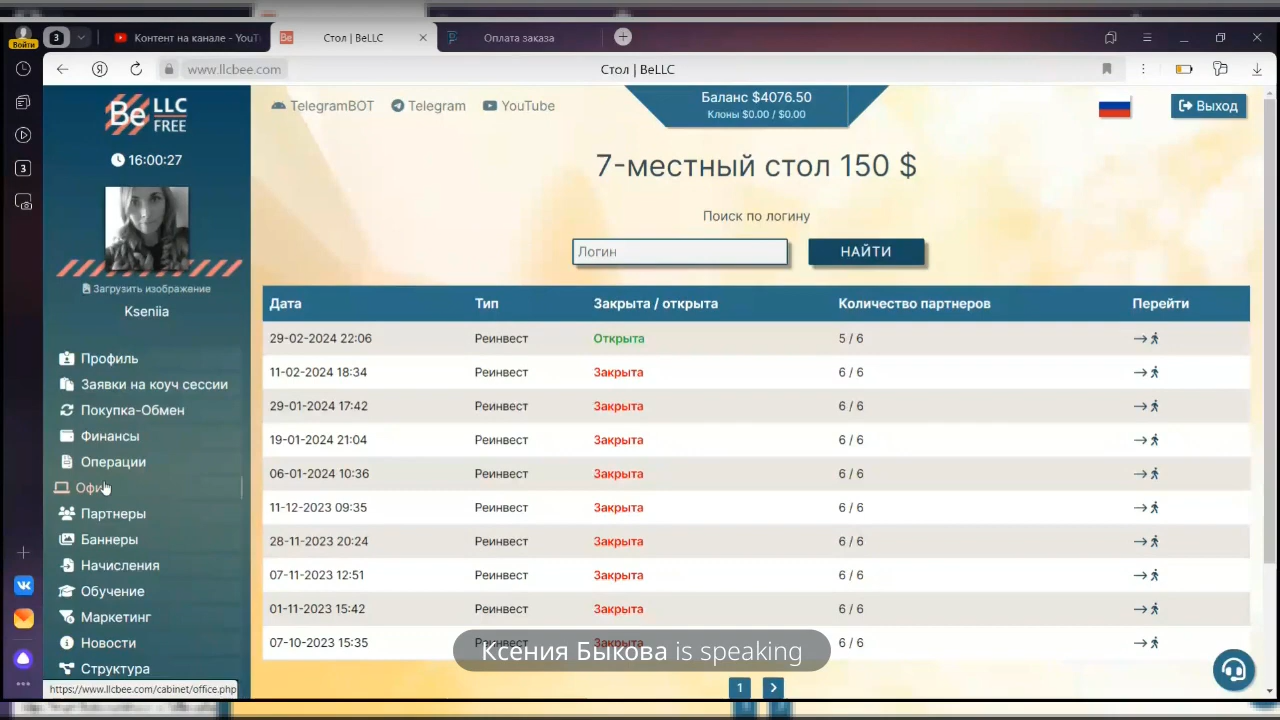 Войти
3
Контент на канале - YouT
Стол | BeLLC
Оплата заказа
www.llcbee.com
Стол | BeLLC
3
Be LLC FREE
16:00:27
Загрузить изображение
Kseniia
Профиль
Заявки на коуч сессии
Покупка-Обмен
Финансы
Операции
Партнеры
Баннеры
Начисления
Обучение
Маркетинг
Новости
Структура
https://www.llcbee.com/cabinet/office.php
TelegramBOT Telegram YouTube
Баланс $4076.50
Клоны $0.00 / $0.00
Выход
7-местный стол 150 $
Поиск по логину
Логин НАЙТИ
Дата Тип Закрыта / открыта Количество партнеров Перейти
29-02-2024 22:06 Реинвест Открыта 5 / 6
11-02-2024 18:34 Реинвест Закрыта 6 / 6
29-01-2024 17:42 Реинвест Закрыта 6 / 6
19-01-2024 21:04 Реинвест Закрыта 6 / 6
06-01-2024 10:36 Реинвест Закрыта 6 / 6
11-12-2023 09:35 Реинвест Закрыта 6 / 6
28-11-2023 20:24 Реинвест Закрыта 6 / 6
07-11-2023 12:51 Реинвест Закрыта 6 / 6
01-11-2023 15:42 Реинвест Закрыта 6 / 6
07-10-2023 15:35 Реинвест Закрыта 6 / 6
Ксения Быкова is speaking
1